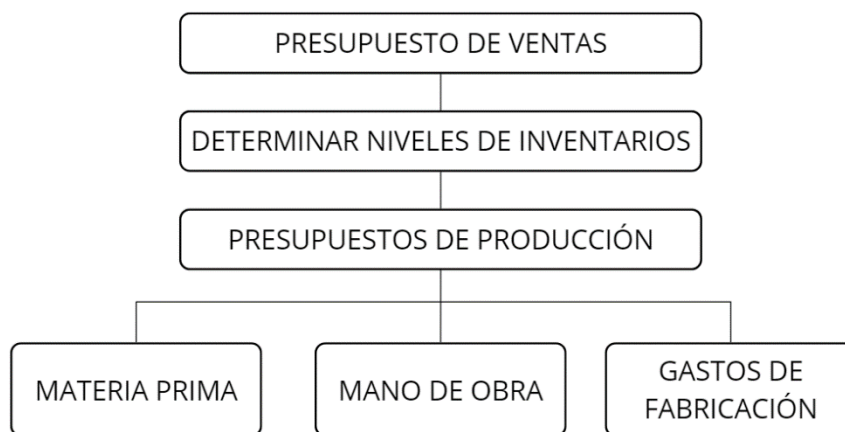 PRESUPUESTO DE VENTAS
DETERMINAR NIVELES DE INVENTARIOS
PRESUPUESTOS DE PRODUCCIÓN
MATERIA PRIMA
MANO DE OBRA
GASTOS DE
FABRICACIÓN